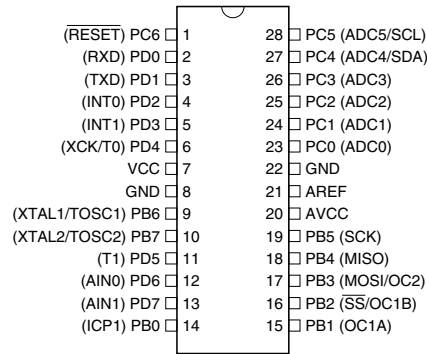 (RESET) PC6 1 28 PC5 (ADC5/SCL)
(RXD) PD0 2 27 PC4 (ADC4/SDA)
(TXD) PD1 3 26 PC3 (ADC3)
(INT0) PD2 4 25 PC2 (ADC2)
(INT1) PD3 5 24 PC1 (ADC1)
(XCK/T0) PD4 6 23 PC0 (ADC0)
VCC 7 22 GND
GND 8 21 AREF
(XTAL1/TOSC1) PB6 9 20 AVCC
(XTAL2/TOSC2) PB7 10 19 PB5 (SCK)
(T1) PD5 11 18 PB4 (MISO)
(AIN0) PD6 12 17 PB3 (MOSI/OC2)
(AIN1) PD7 13 16 PB2 (SS/OC1B)
(ICP1) PB0 14 15 PB1 (OC1A)